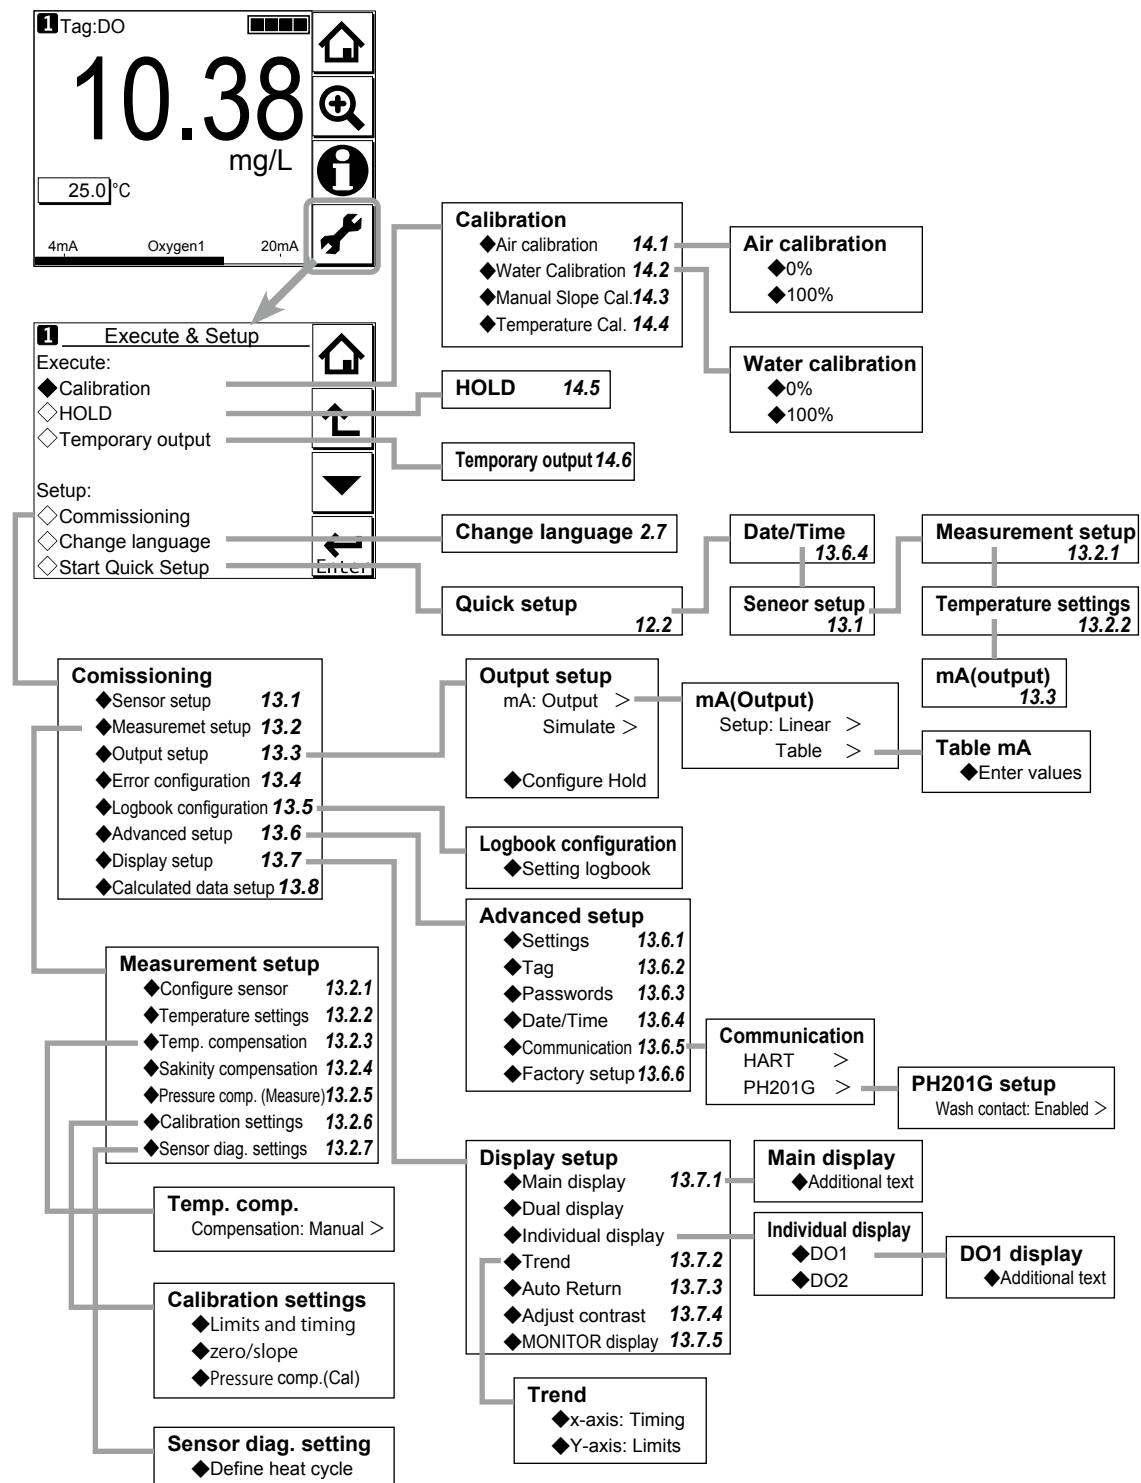 1 Tag:DO
10.38
mg/L
25.0 °C
4mA Oxygen1 20mA
1 Execute & Setup
Execute:
◆Calibration
◇HOLD
◇Temporary output
Setup:
◇Commissioning
◇Change language
◇Start Quick Setup
Enter
Calibration
◆Air calibration 14.1
◆Water Calibration 14.2
◆Manual Slope Cal. 14.3
◆Temperature Cal. 14.4
Air calibration
◆0%
◆100%
Water calibration
◆0%
◆100%
HOLD 14.5
Temporary output 14.6
Change language 2.7
Quick setup
12.2
Date/Time
13.6.4
Seneor setup
13.1
Measurement setup
13.2.1
Temperature settings
13.2.2
mA(output)
13.3
Comissioning
◆Sensor setup 13.1
◆Measuremet setup 13.2
◆Output setup 13.3
◆Error configuration 13.4
◆Logbook configuration 13.5
◆Advanced setup 13.6
◆Display setup 13.7
◆Calculated data setup 13.8
Output setup
mA: Output >
Simulate >
◆Configure Hold
mA(Output)
Setup: Linear >
Table >
Table mA
◆Enter values
Logbook configuration
◆Setting logbook
Advanced setup
◆Settings 13.6.1
◆Tag 13.6.2
◆Passwords 13.6.3
◆Date/Time 13.6.4
◆Communication 13.6.5
◆Factory setup 13.6.6
Communication
HART >
PH201G >
PH201G setup
Wash contact: Enabled >
Measurement setup
◆Configure sensor 13.2.1
◆Temperature settings 13.2.2
◆Temp. compensation 13.2.3
◆Sakinity compensation 13.2.4
◆Pressure comp. (Measure) 13.2.5
◆Calibration settings 13.2.6
◆Sensor diag. settings 13.2.7
Temp. comp.
Compensation: Manual >
Calibration settings
◆Limits and timing
◆zero/slope
◆Pressure comp.(Cal)
Sensor diag. setting
◆Define heat cycle
Display setup
◆Main display 13.7.1
◆Dual display
◆Individual display
◆Trend 13.7.2
◆Auto Return 13.7.3
◆Adjust contrast 13.7.4
◆MONITOR display 13.7.5
Main display
◆Additional text
Individual display
◆DO1
◆DO2
DO1 display
◆Additional text
Trend
◆x-axis: Timing
◆Y-axis: Limits